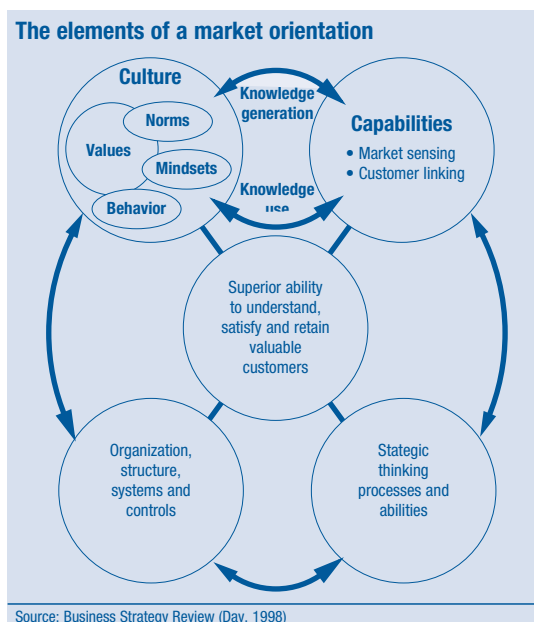 The elements of a market orientation
Culture
Norms
Values
Mindsets
Behavior
Knowledge
generation
Knowledge
use
Capabilities
• Market sensing
• Customer linking
Superior ability
to understand,
satisfy and retain
valuable
customers
Organization,
structure,
systems and
controls
Stategic
thinking
processes and
abilities
Source: Business Strategy Review (Day, 1998)